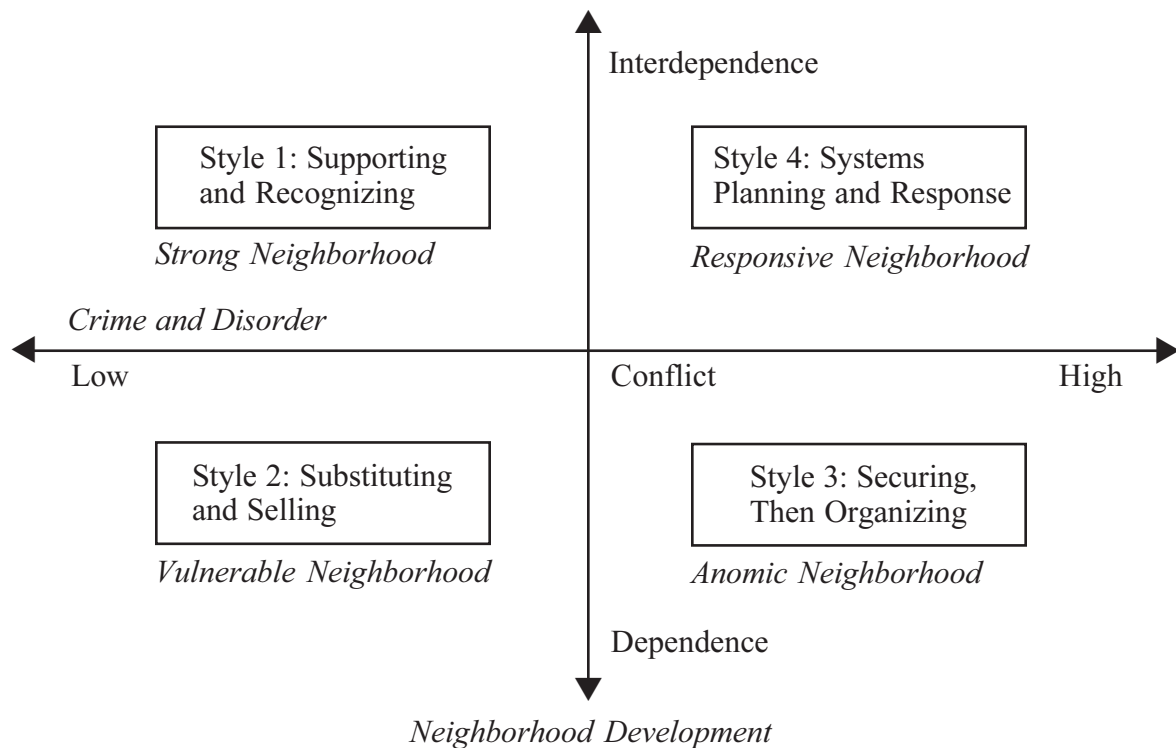 Interdependence
Style 1: Supporting
and Recognizing
Strong Neighborhood
Style 4: Systems
Planning and Response
Responsive Neighborhood
Crime and Disorder
Low
Conflict
High
Style 2: Substituting
and Selling
Vulnerable Neighborhood
Style 3: Securing,
Then Organizing
Anomic Neighborhood
Dependence
Neighborhood Development